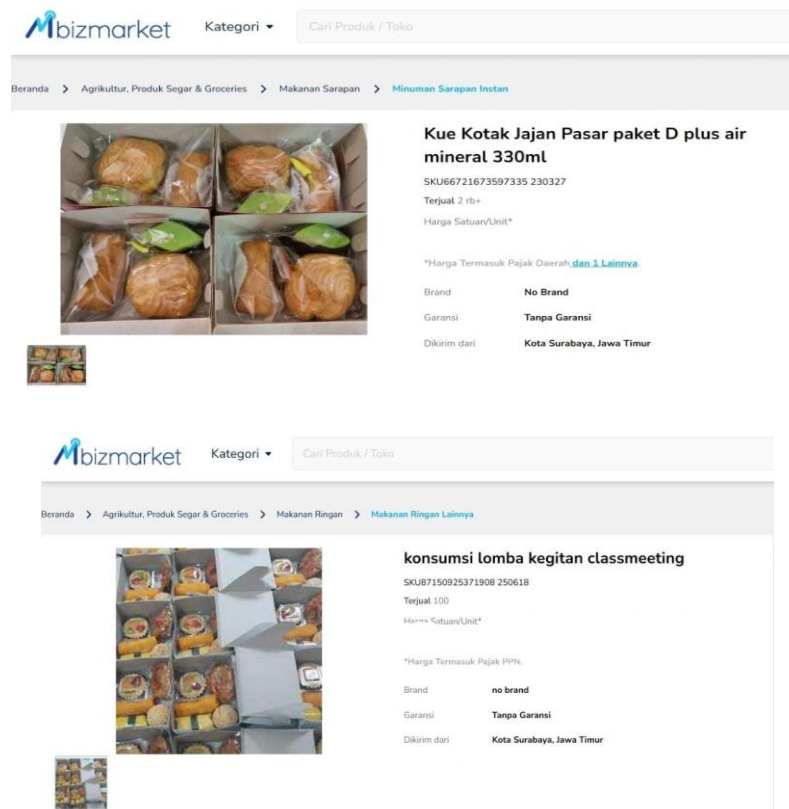 Mbizmarket Kategori Cari Produk / Toko
Beranda > Agrikultur, Produk Segar & Groceries > Makanan Sarapan > Minuman Sarapan Instan
Kue Kotak Jajan Pasar paket D plus air
mineral 330ml
SKU66721673597335 230327
Terjual 2 rb+
Harga Satuan/Unit*
*Harga Termasuk Pajak Daerah dan 1 Lainnya.
Brand No Brand
Garansi Tanpa Garansi
Dikirim dari Kota Surabaya, Jawa Timur
Mbizmarket Kategori Cari Produk / Toko
Beranda > Agrikultur, Produk Segar & Groceries > Makanan Ringan > Makanan Ringan Lainnya
konsumsi lomba kegitan classmeeting
SKU87150925371908 250618
Terjual 100
Harga Satuan/Unit*
*Harga Termasuk Pajak PPN.
Brand no brand
Garansi Tanpa Garansi
Dikirim dari Kota Surabaya, Jawa Timur